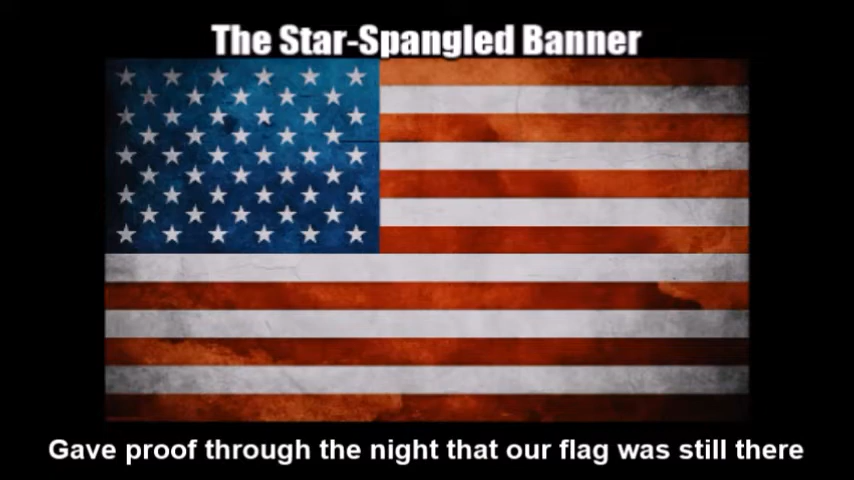 The Star-Spangled Banner
Gave proof through the night that our flag was still there